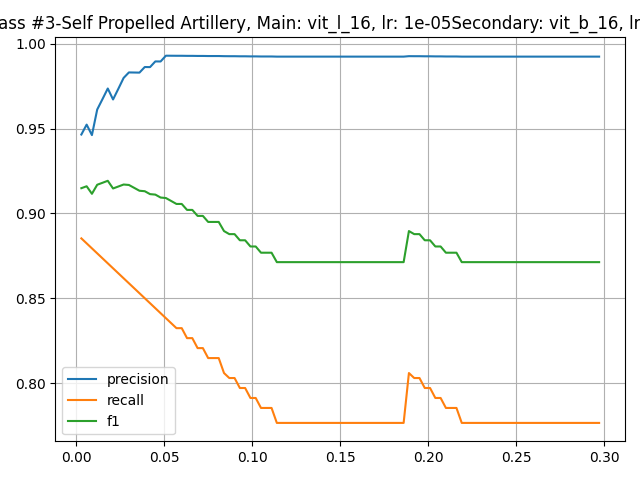 ass #3-Self Propelled Artillery, Main: vit_l_16, lr: 1e-05Secondary: vit_b_16, lr
1.00
0.95
0.90
0.85
0.80
precision
recall
f1
0.00 0.05 0.10 0.15 0.20 0.25 0.30